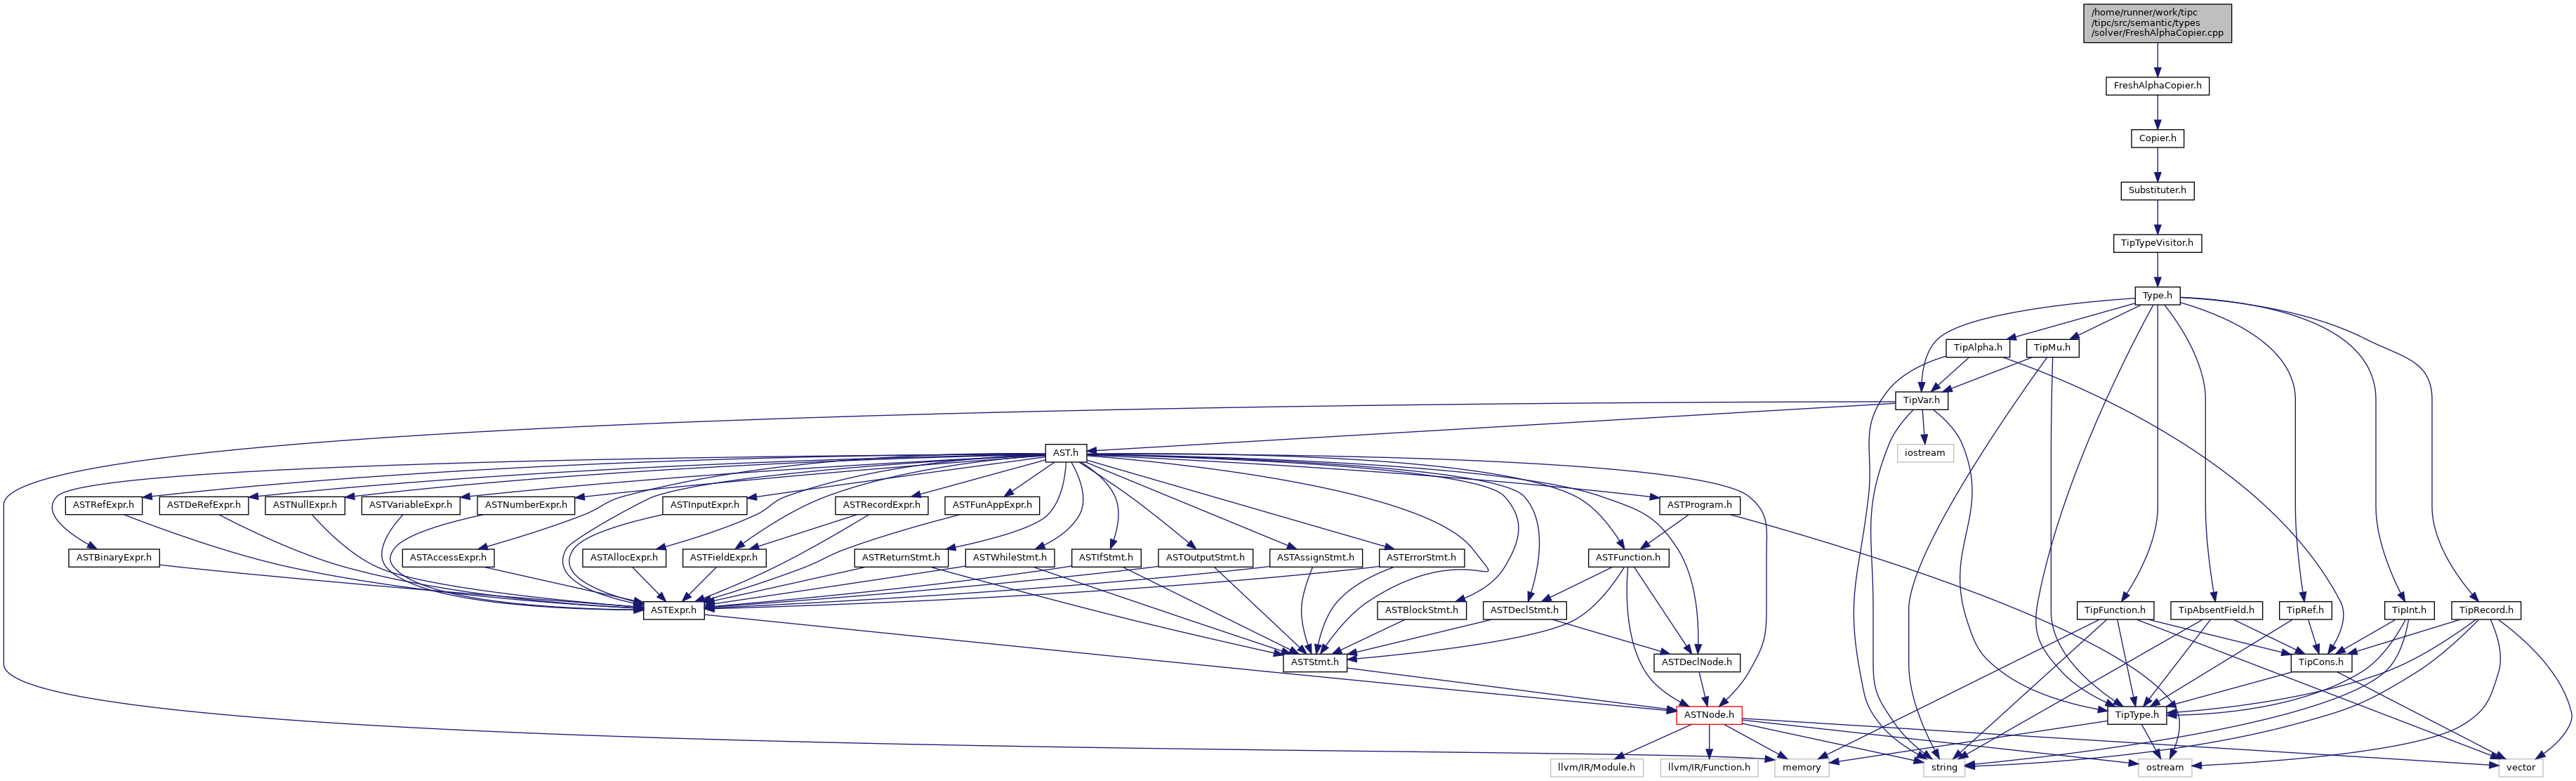 /home/runner/work/tipc
/tipc/src/semantic/types
/solver/FreshAlphaCopier.cpp
FreshAlphaCopier.h
Copier.h
Substituter.h
TipTypeVisitor.h
Type.h
TipAlpha.h
TipMu.h
TipVar.h
AST.h
iostream
ASTRefExpr.h
ASTDeRefExpr.h
ASTNullExpr.h
ASTVariableExpr.h
ASTNumberExpr.h
ASTInputExpr.h
ASTRecordExpr.h
ASTFunAppExpr.h
ASTProgram.h
ASTBinaryExpr.h
ASTAccessExpr.h
ASTAllocExpr.h
ASTFieldExpr.h
ASTReturnStmt.h
ASTWhileStmt.h
ASTIfStmt.h
ASTOutputStmt.h
ASTAssignStmt.h
ASTErrorStmt.h
ASTFunction.h
ASTExpr.h
ASTBlockStmt.h
ASTDeclStmt.h
TipFunction.h
TipAbsentField.h
TipRef.h
TipInt.h
TipRecord.h
ASTStmt.h
ASTDeclNode.h
TipCons.h
ASTNode.h
TipType.h
llvm/IR/Module.h
llvm/IR/Function.h
memory
string
ostream
vector